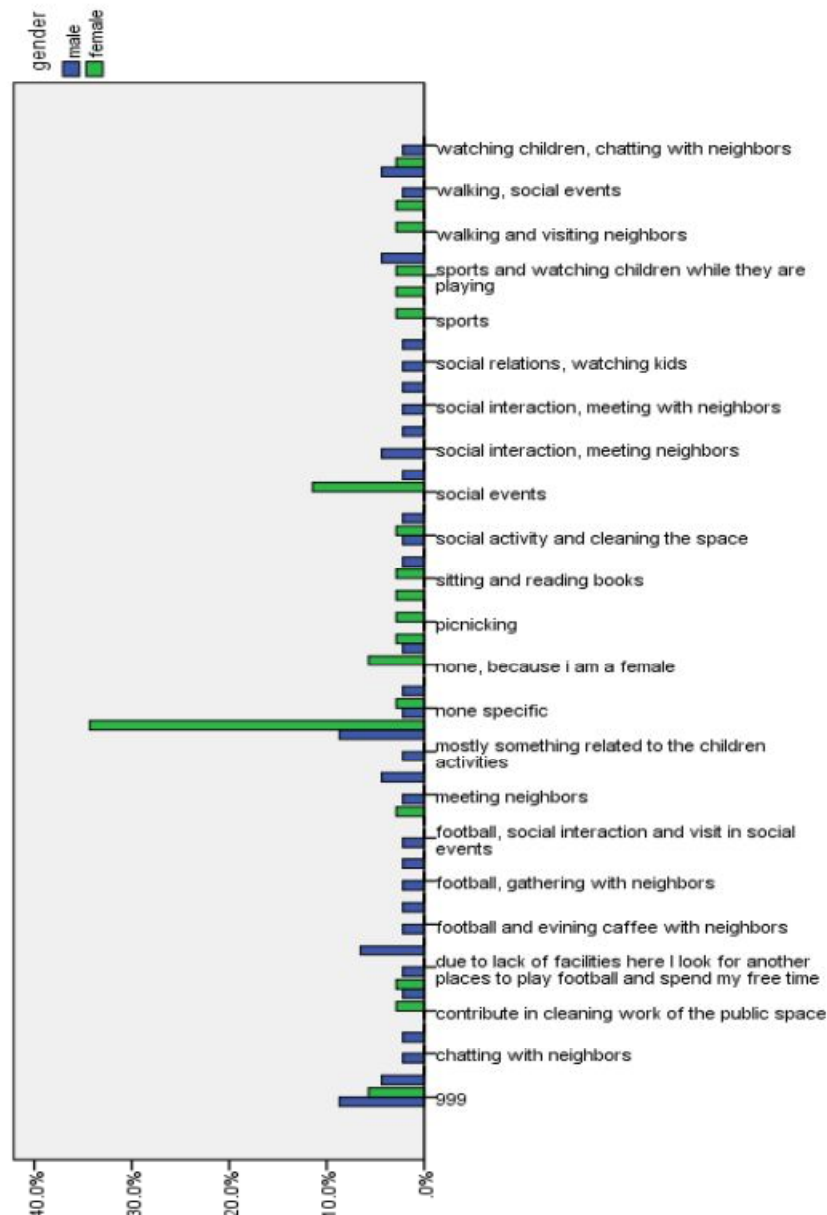 gender
male
female
watching children, chatting with neighbors
walking, social events
walking and visiting neighbors
sports and watching children while they are
playing
sports
social relations, watching kids
social interaction, meeting with neighbors
social interaction, meeting neighbors
social events
social activity and cleaning the space
sitting and reading books
picnicking
none, because i am a female
none specific
mostly something related to the children
activities
meeting neighbors
football, social interaction and visit in social
events
football, gathering with neighbors
football and evining caffee with neighbors
due to lack of facilities here I look for another
places to play football and spend my free time
contribute in cleaning work of the public space
chatting with neighbors
999
40.0%
30.0%
20.0%
10.0%
.0%